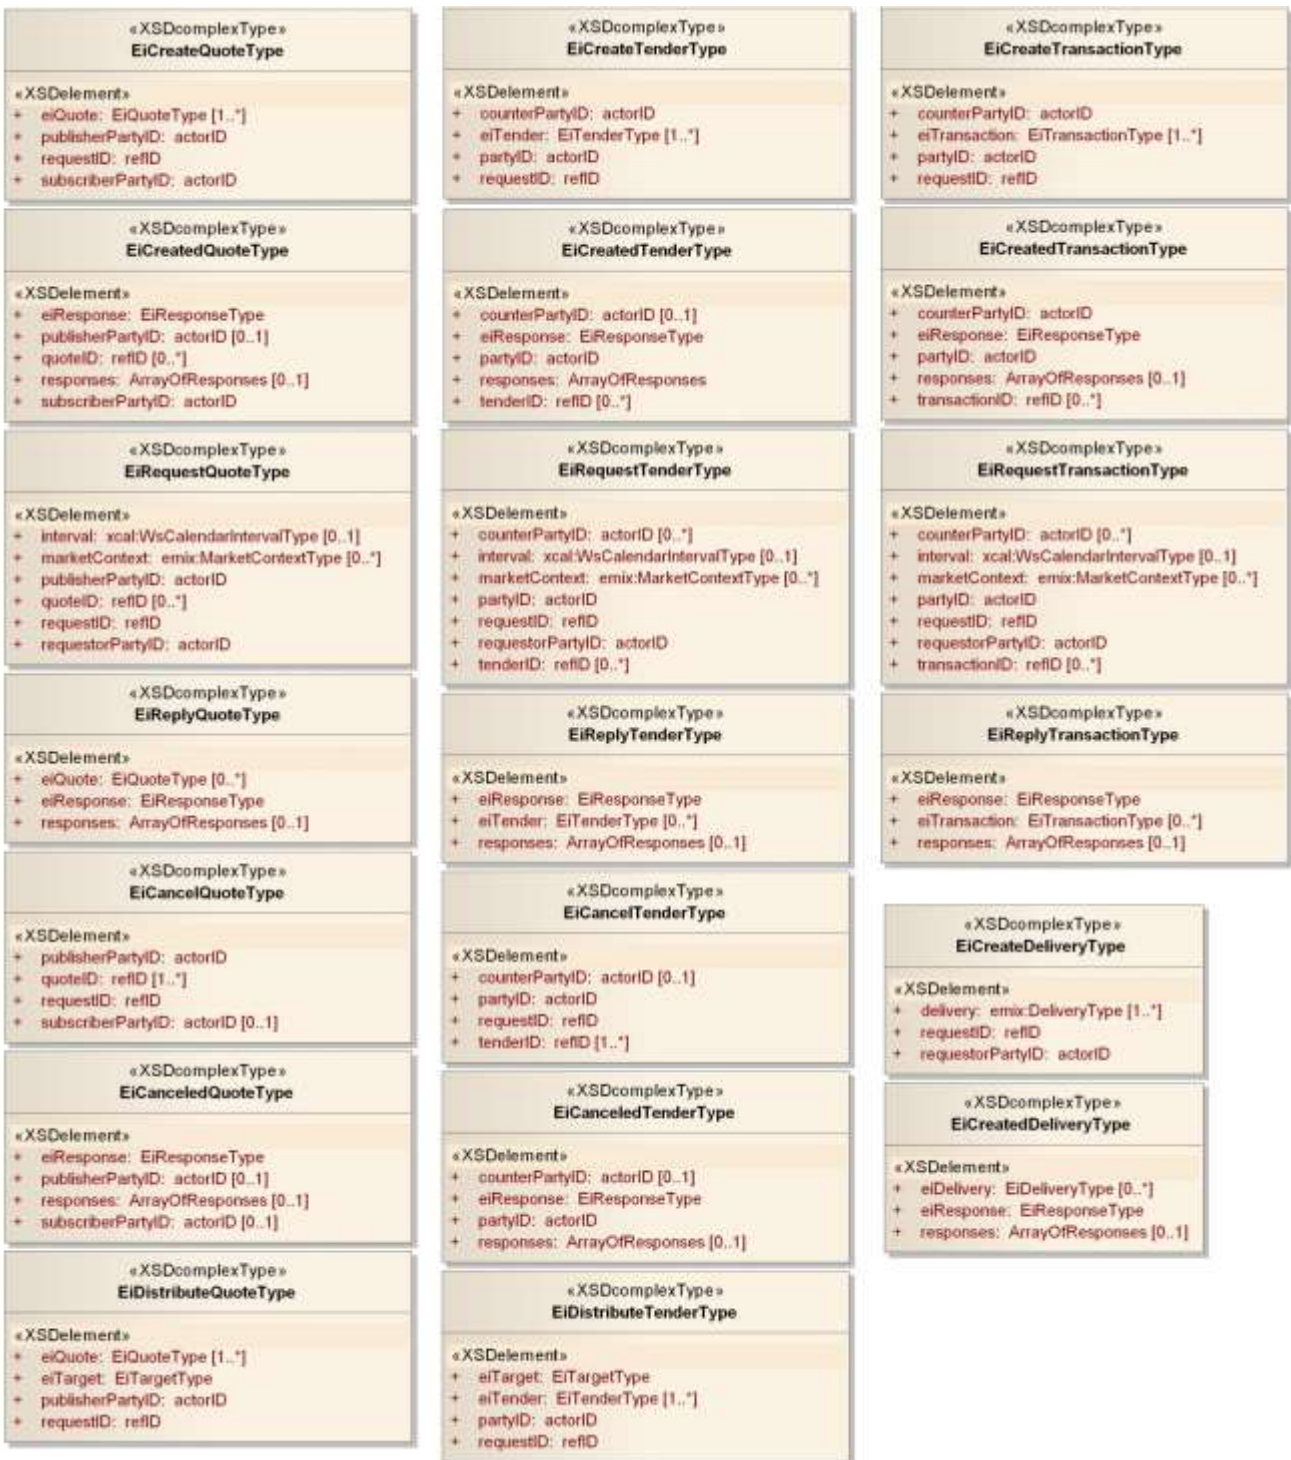 «XSDcomplexType»
EiCreateQuoteType
«XSDelement»
+ eiQuote: EiQuoteType [1..*]
+ publisherPartyID: actorID
+ requestID: refID
+ subscriberPartyID: actorID
«XSDcomplexType»
EiCreatedQuoteType
«XSDelement»
+ eiResponse: EiResponseType
+ publisherPartyID: actorID [0..1]
+ quoteID: refID [0..*]
+ responses: ArrayOfResponses [0..1]
+ subscriberPartyID: actorID
«XSDcomplexType»
EiRequestQuoteType
«XSDelement»
+ interval: xcal:WsCalendarIntervalType [0..1]
+ marketContext: emix:MarketContextType [0..*]
+ publisherPartyID: actorID
+ quoteID: refID [0..*]
+ requestID: refID
+ requestorPartyID: actorID
«XSDcomplexType»
EiReplyQuoteType
«XSDelement»
+ eiQuote: EiQuoteType [0..*]
+ eiResponse: EiResponseType
+ responses: ArrayOfResponses [0..1]
«XSDcomplexType»
EiCancelQuoteType
«XSDelement»
+ publisherPartyID: actorID
+ quoteID: refID [1..*]
+ requestID: refID
+ subscriberPartyID: actorID [0..1]
«XSDcomplexType»
EiCanceledQuoteType
«XSDelement»
+ eiResponse: EiResponseType
+ publisherPartyID: actorID [0..1]
+ responses: ArrayOfResponses [0..1]
+ subscriberPartyID: actorID [0..1]
«XSDcomplexType»
EiDistributeQuoteType
«XSDelement»
+ eiQuote: EiQuoteType [1..*]
+ eiTarget: EiTargetType
+ publisherPartyID: actorID
+ requestID: refID
«XSDcomplexType»
EiCreateTenderType
«XSDelement»
+ counterPartyID: actorID
+ eiTender: EiTenderType [1..*]
+ partyID: actorID
+ requestID: refID
«XSDcomplexType»
EiCreatedTenderType
«XSDelement»
+ counterPartyID: actorID [0..1]
+ eiResponse: EiResponseType
+ partyID: actorID
+ responses: ArrayOfResponses
+ tenderID: refID [0..*]
«XSDcomplexType»
EiRequestTenderType
«XSDelement»
+ counterPartyID: actorID [0..*]
+ interval: xcal:WsCalendarIntervalType [0..1]
+ marketContext: emix:MarketContextType [0..*]
+ partyID: actorID
+ requestID: refID
+ requestorPartyID: actorID
+ tenderID: refID [0..*]
«XSDcomplexType»
EiReplyTenderType
«XSDelement»
+ eiResponse: EiResponseType
+ eiTender: EiTenderType [0..*]
+ responses: ArrayOfResponses [0..1]
«XSDcomplexType»
EiCancelTenderType
«XSDelement»
+ counterPartyID: actorID [0..1]
+ partyID: actorID
+ requestID: refID
+ tenderID: refID [1..*]
«XSDcomplexType»
EiCanceledTenderType
«XSDelement»
+ counterPartyID: actorID [0..1]
+ eiResponse: EiResponseType
+ partyID: actorID
+ responses: ArrayOfResponses [0..1]
«XSDcomplexType»
EiDistributeTenderType
«XSDelement»
+ eiTarget: EiTargetType
+ eiTender: EiTenderType [1..*]
+ partyID: actorID
+ requestID: refID
«XSDcomplexType»
EiCreateTransactionType
«XSDelement»
+ counterPartyID: actorID
+ eiTransaction: EiTransactionType [1..*]
+ partyID: actorID
+ requestID: refID
«XSDcomplexType»
EiCreatedTransactionType
«XSDelement»
+ counterPartyID: actorID
+ eiResponse: EiResponseType
+ partyID: actorID
+ responses: ArrayOfResponses [0..1]
+ transactionID: refID [0..*]
«XSDcomplexType»
EiRequestTransactionType
«XSDelement»
+ counterPartyID: actorID [0..*]
+ interval: xcal:WsCalendarIntervalType [0..1]
+ marketContext: emix:MarketContextType [0..*]
+ partyID: actorID
+ requestID: refID
+ requestorPartyID: actorID
+ transactionID: refID [0..*]
«XSDcomplexType»
EiReplyTransactionType
«XSDelement»
+ eiResponse: EiResponseType
+ eiTransaction: EiTransactionType [0..*]
+ responses: ArrayOfResponses [0..1]
«XSDcomplexType»
EiCreateDeliveryType
«XSDelement»
+ delivery: emix:DeliveryType [1..*]
+ requestID: refID
+ requestorPartyID: actorID
«XSDcomplexType»
EiCreatedDeliveryType
«XSDelement»
+ eiDelivery: EiDeliveryType [0..*]
+ eiResponse: EiResponseType
+ responses: ArrayOfResponses [0..1]